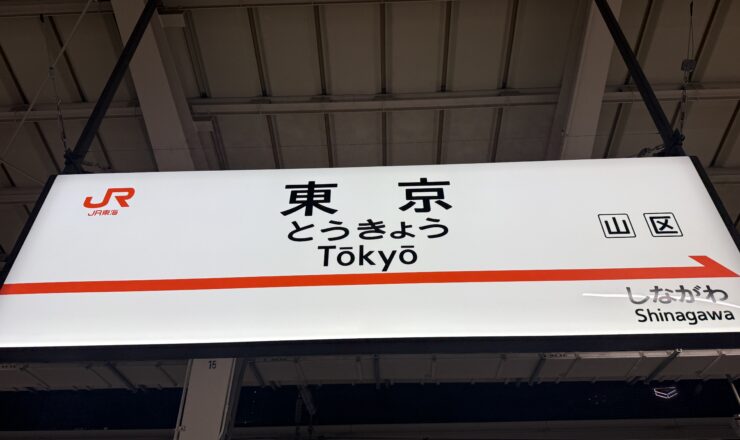 JR
JR東海
東京
とうきょう
Tōkyō
山 区
しながわ
Shinagawa
16